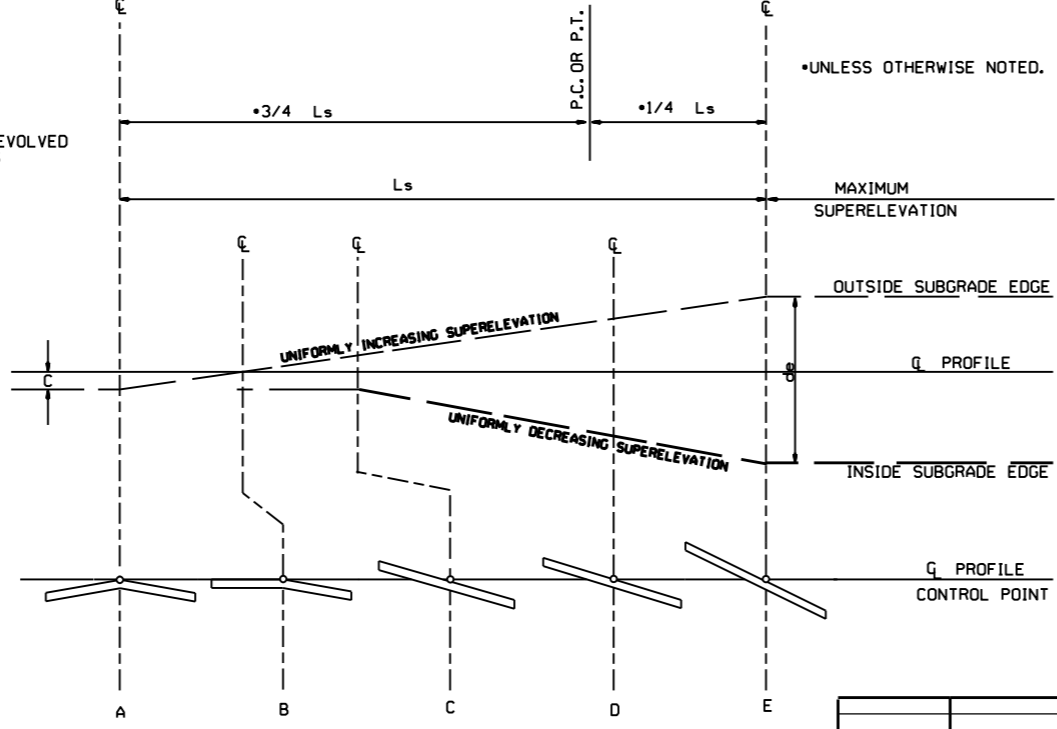 ℄
℄
P.C. OR P.T.
•UNLESS OTHERWISE NOTED.
•3/4 Ls
•1/4 Ls
EVOLVED
Ls
MAXIMUM
SUPERELEVATION
℄
℄
℄
OUTSIDE SUBGRADE EDGE
UNIFORMLY INCREASING SUPERELEVATION
℄ PROFILE
C
de
UNIFORMLY DECREASING SUPERELEVATION
INSIDE SUBGRADE EDGE
℄ PROFILE
CONTROL POINT
A
B
C
D
E